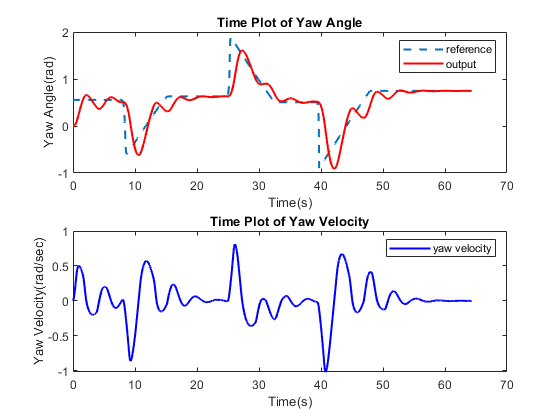 Time Plot of Yaw Angle
Yaw Angle(rad)
2
1
0
-1
reference
output
0 10 20 30 40 50 60 70
Time(s)
Time Plot of Yaw Velocity
Yaw Velocity(rad/sec)
1
0.5
0
-0.5
-1
yaw velocity
0 10 20 30 40 50 60 70
Time(s)